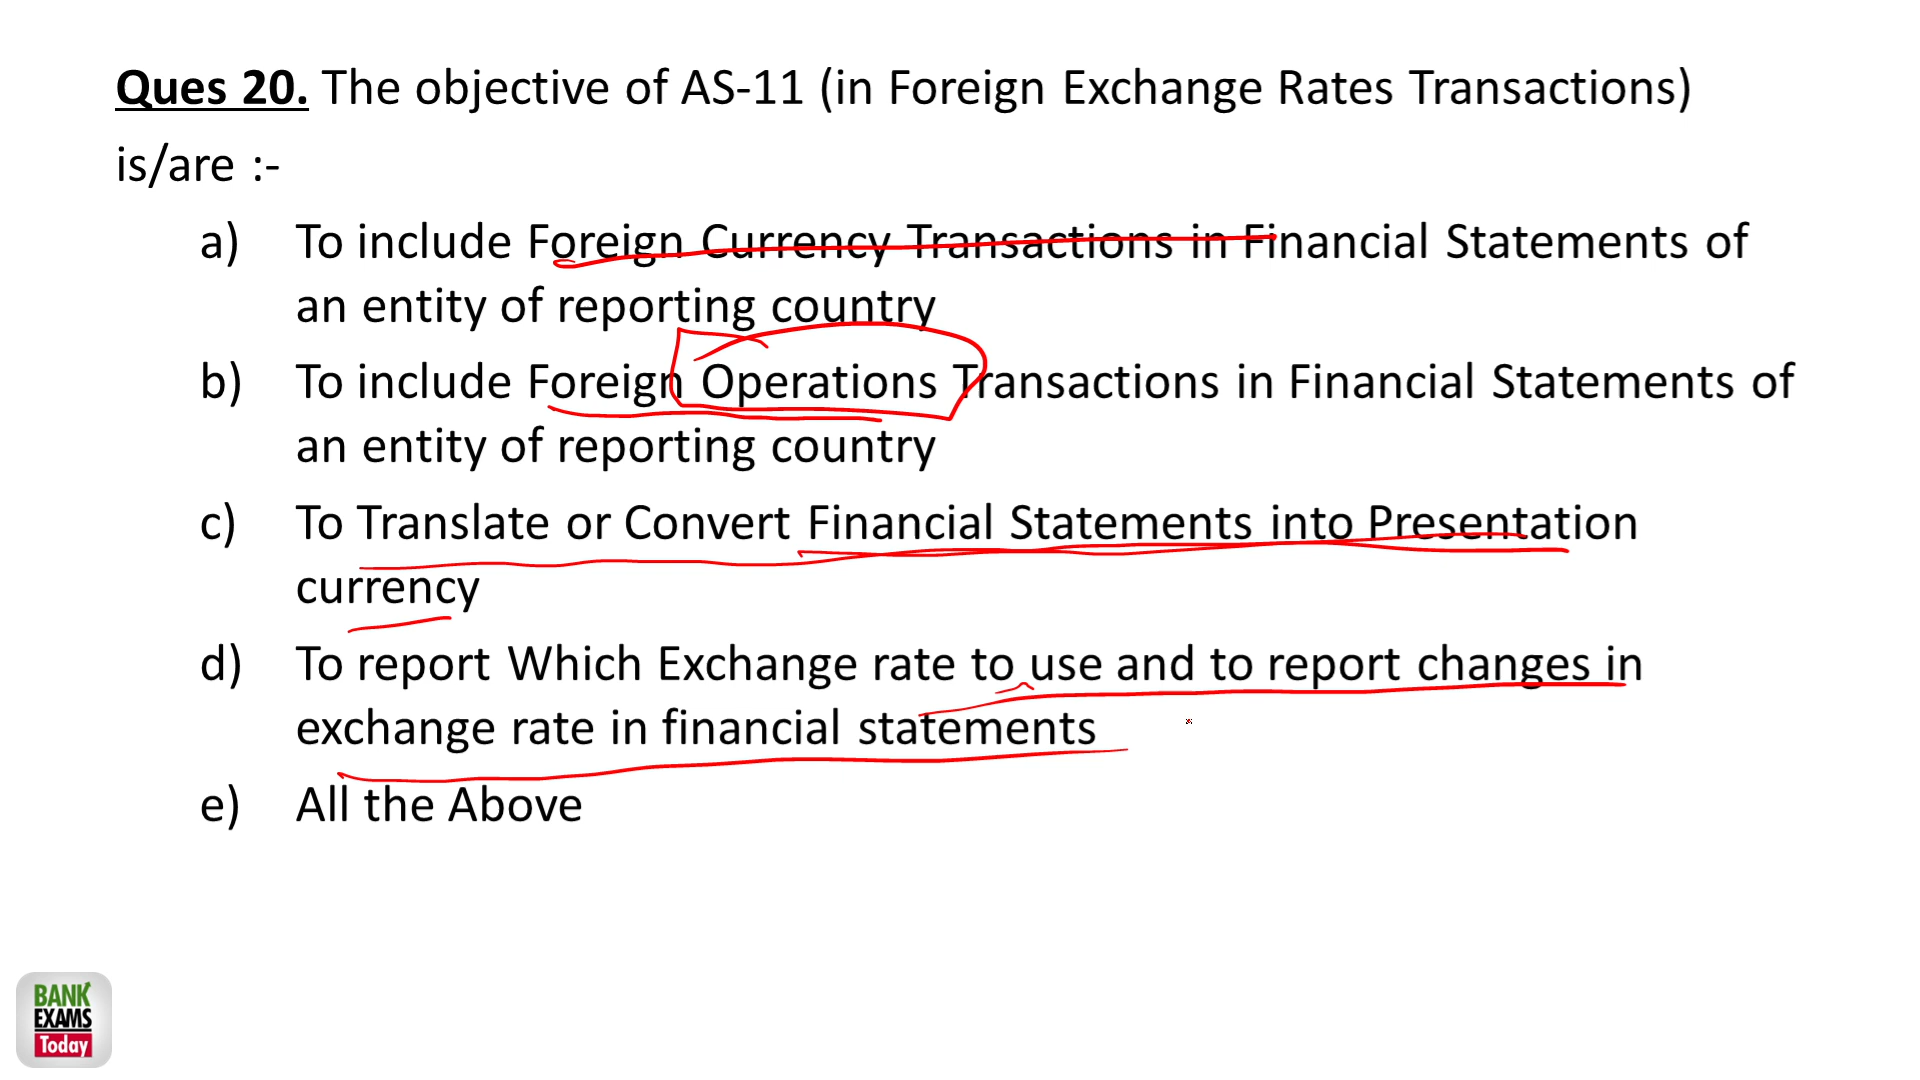 Ques 20. The objective of AS-11 (in Foreign Exchange Rates Transactions)
is/are :-
a) To include Foreign Currency Transactions in Financial Statements of
an entity of reporting country
b) To include Foreign Operations Transactions in Financial Statements of
an entity of reporting country
c) To Translate or Convert Financial Statements into Presentation
currency
d) To report Which Exchange rate to use and to report changes in
exchange rate in financial statements
e) All the Above
BANK
EXAMS
Today